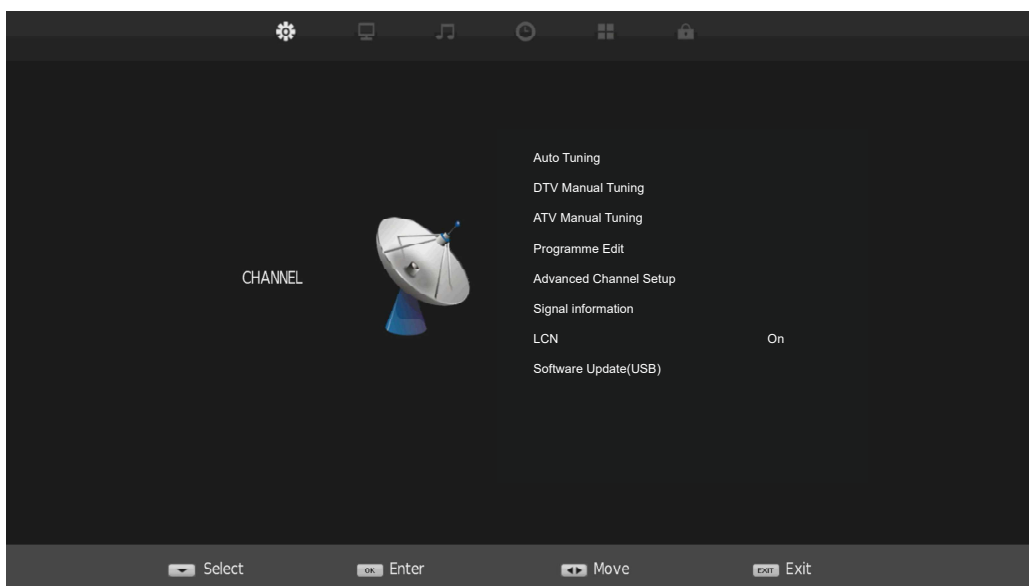 Auto Tuning
DTV Manual Tuning
ATV Manual Tuning
Programme Edit
CHANNEL
Advanced Channel Setup
Signal information
LCN On
Software Update(USB)
Select OK Enter Move EXIT Exit